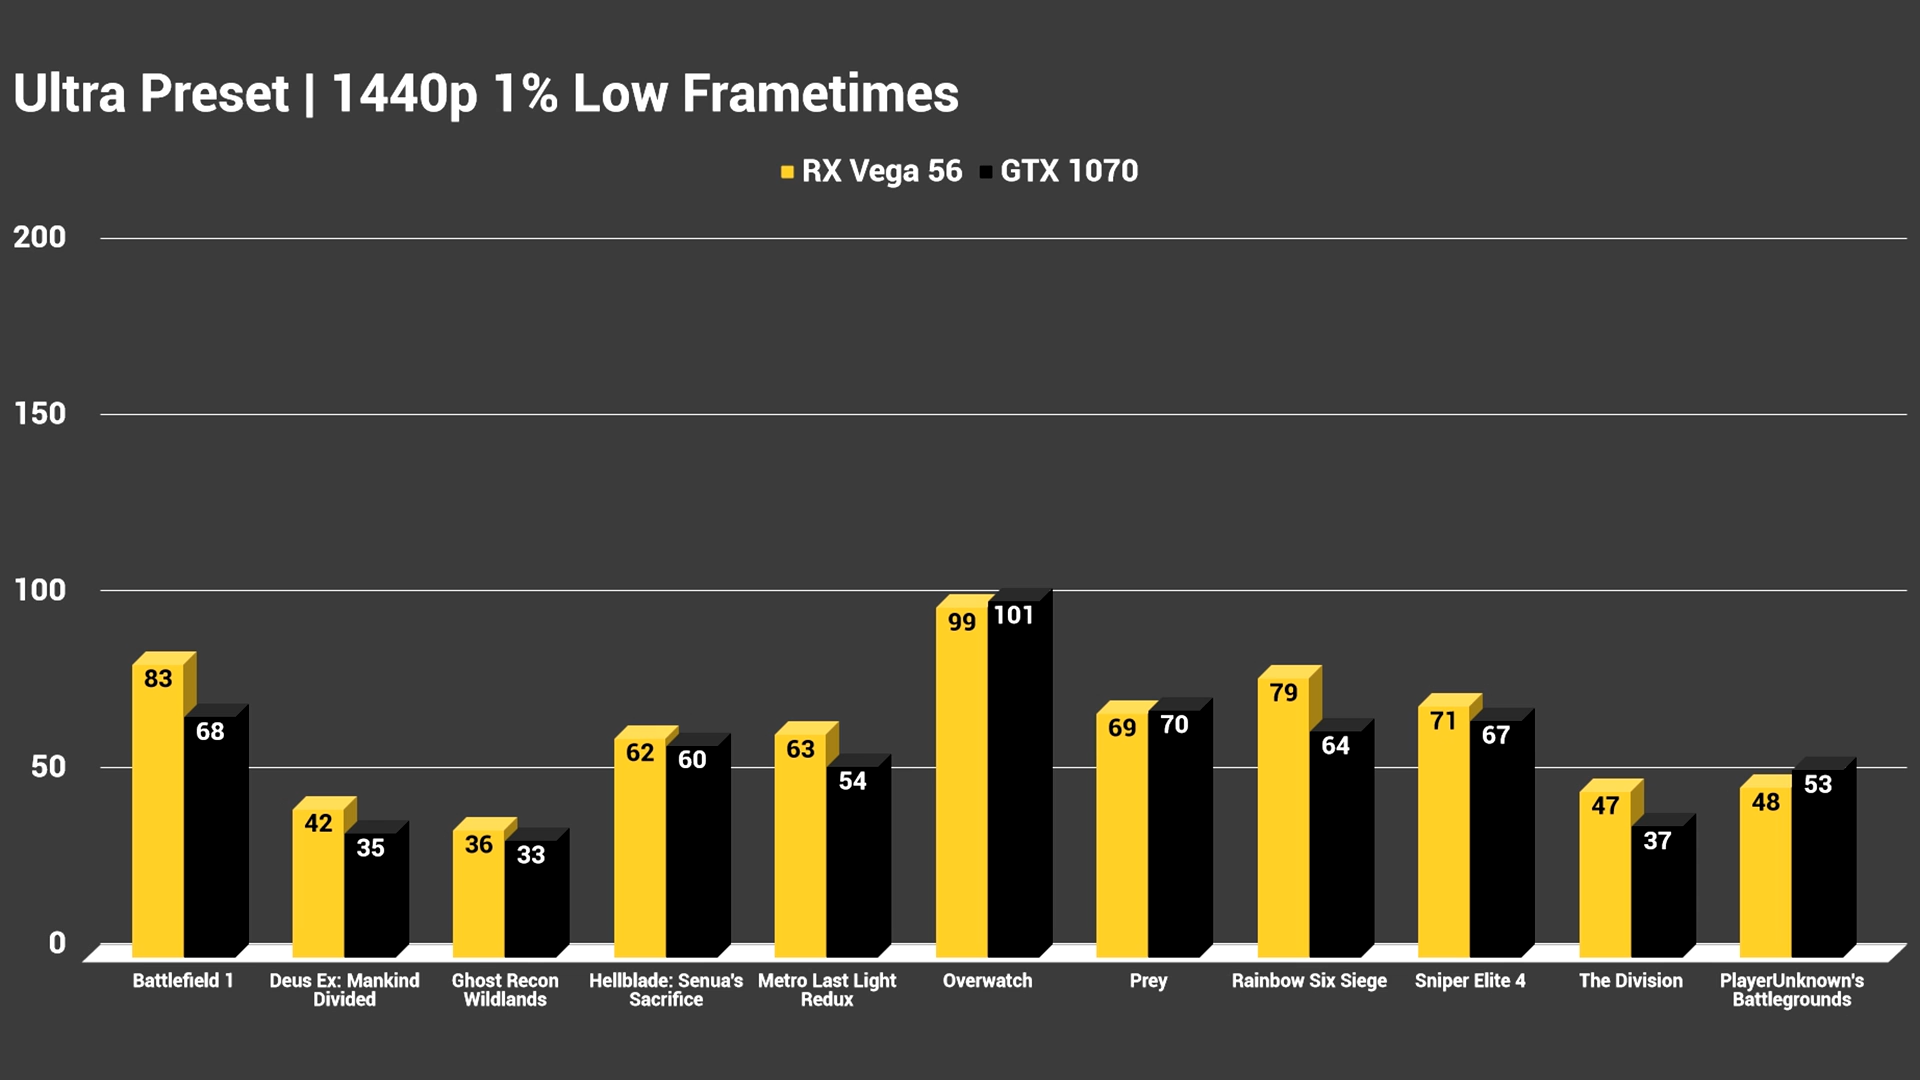 Ultra Preset | 1440p 1% Low Frametimes
RX Vega 56 GTX 1070
200
150
100
50
0
83 68 42 35 36 33 62 60 63 54 99 101 69 70 79 64 71 67 47 37 48 53
Battlefield 1 Deus Ex: Mankind Ghost Recon Hellblade: Senua's Metro Last Light Overwatch Prey Rainbow Six Siege Sniper Elite 4 The Division PlayerUnknown's
Divided Wildlands Sacrifice Redux Battlegrounds